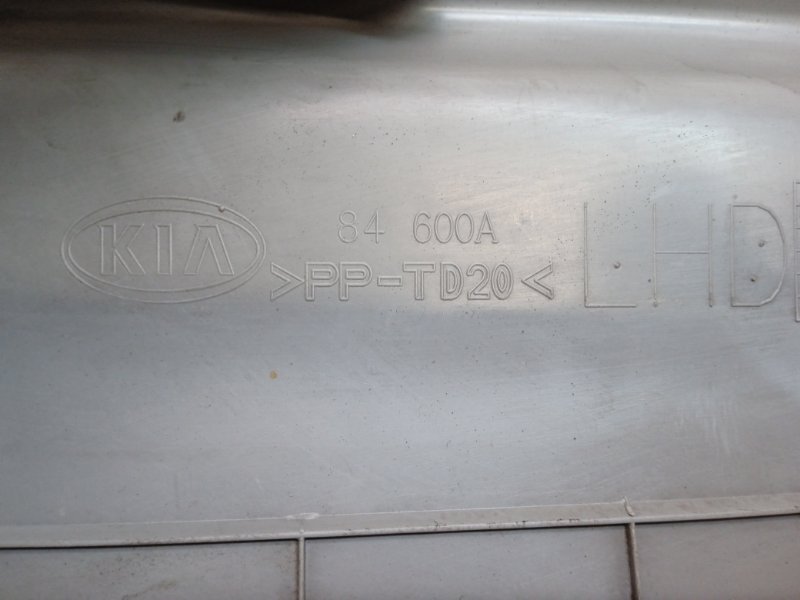 KIA
84 600A
>PP-TD20<
LHD